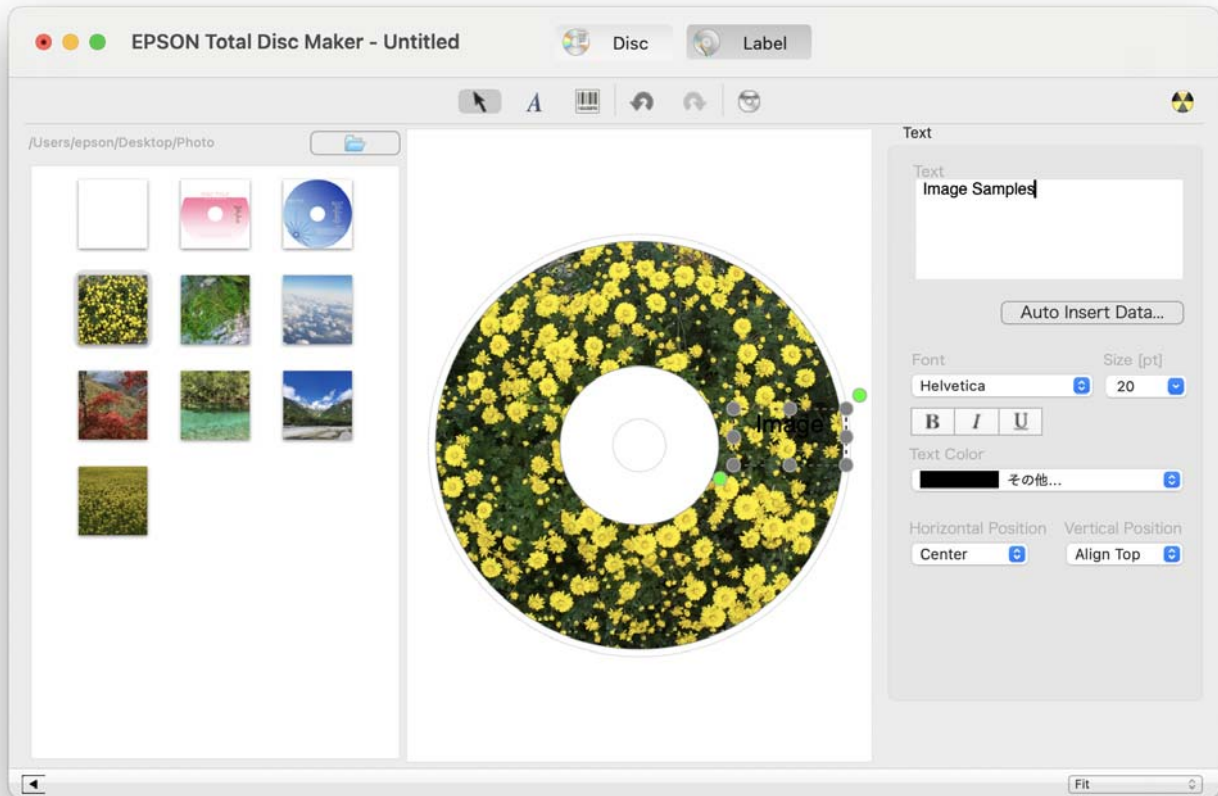 EPSON Total Disc Maker - Untitled
Disc
Label
A
/Users/epson/Desktop/Photo
Image
Text
Text
Image Samples
Auto Insert Data...
Font
Size [pt]
Helvetica
20
B I U
Text Color
その他...
Horizontal Position
Vertical Position
Center
Align Top
Fit